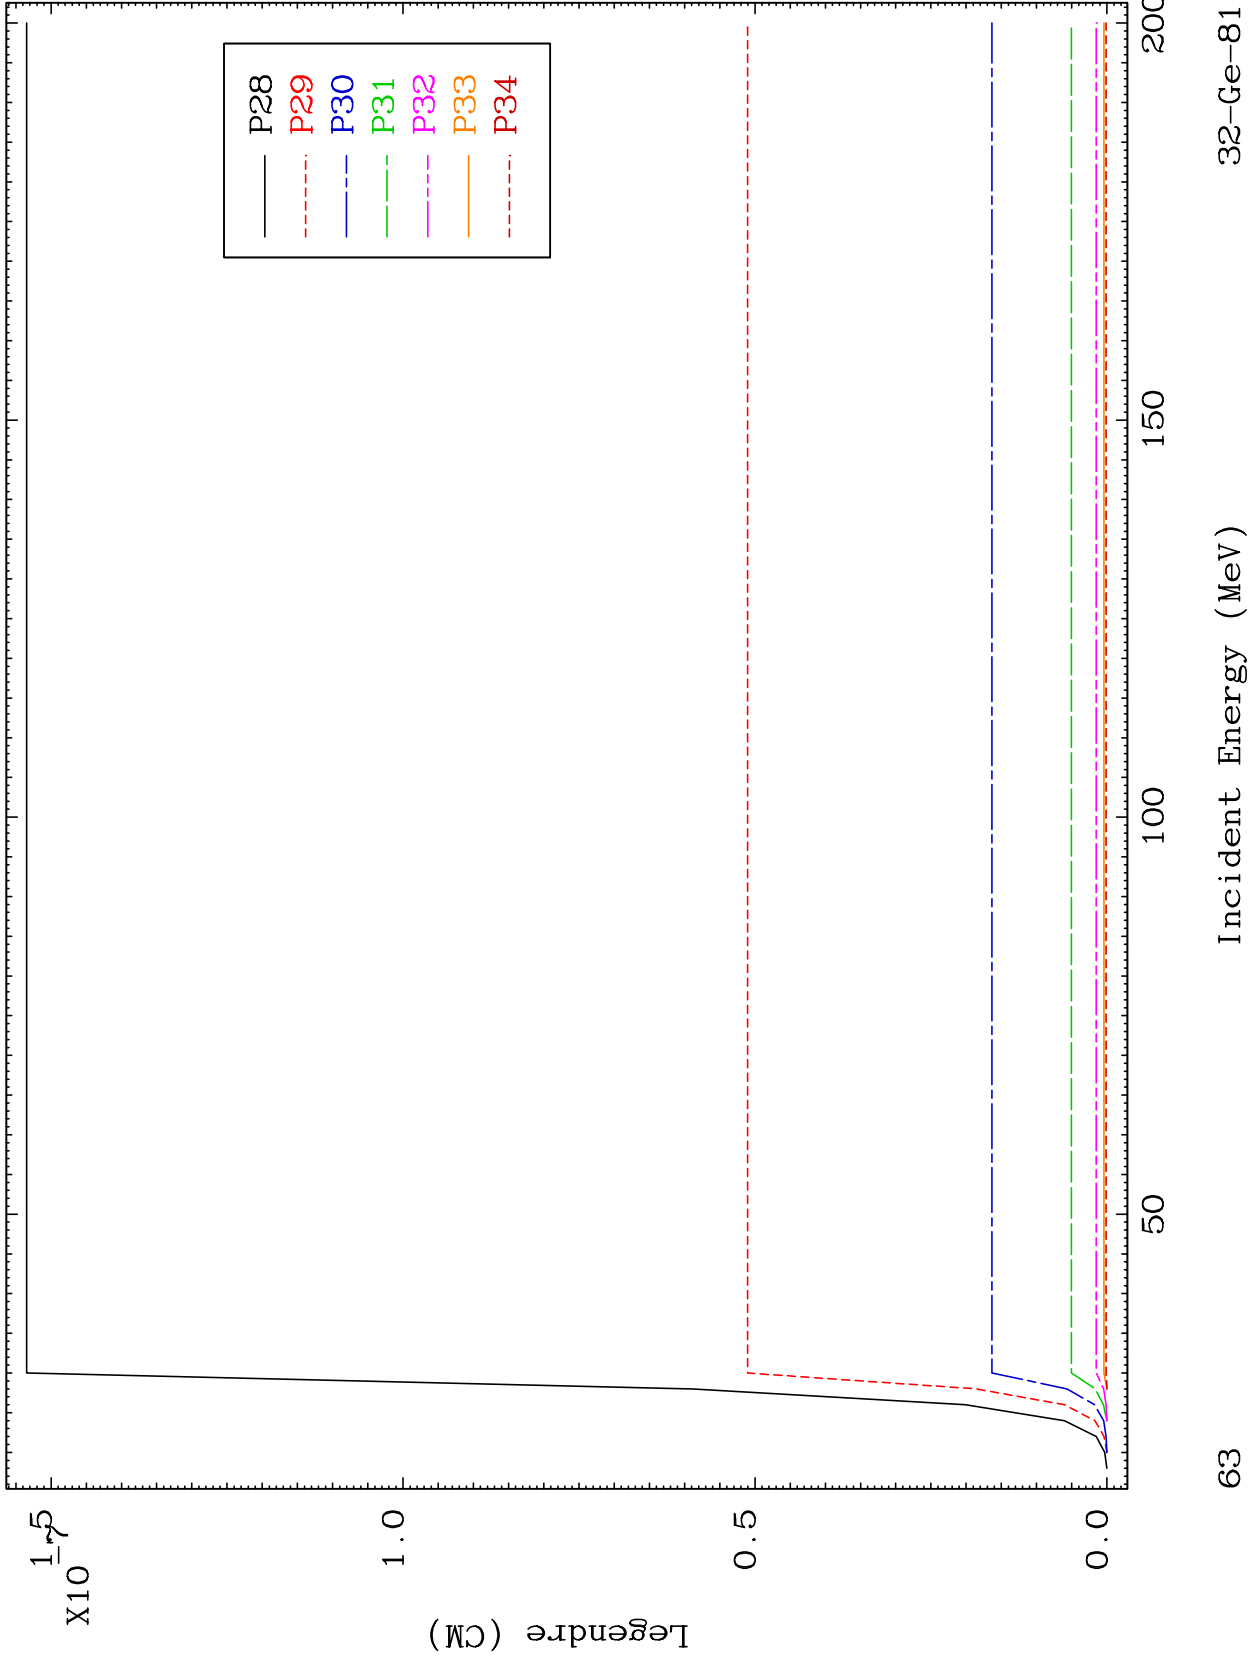 P28
P29
P30
P31
P32
P33
P34
X10
-7
1.5
1.0
0.5
0.0
Legendre (CM)
50
100
150
200
Incident Energy (MeV)
63
32-Ge-81